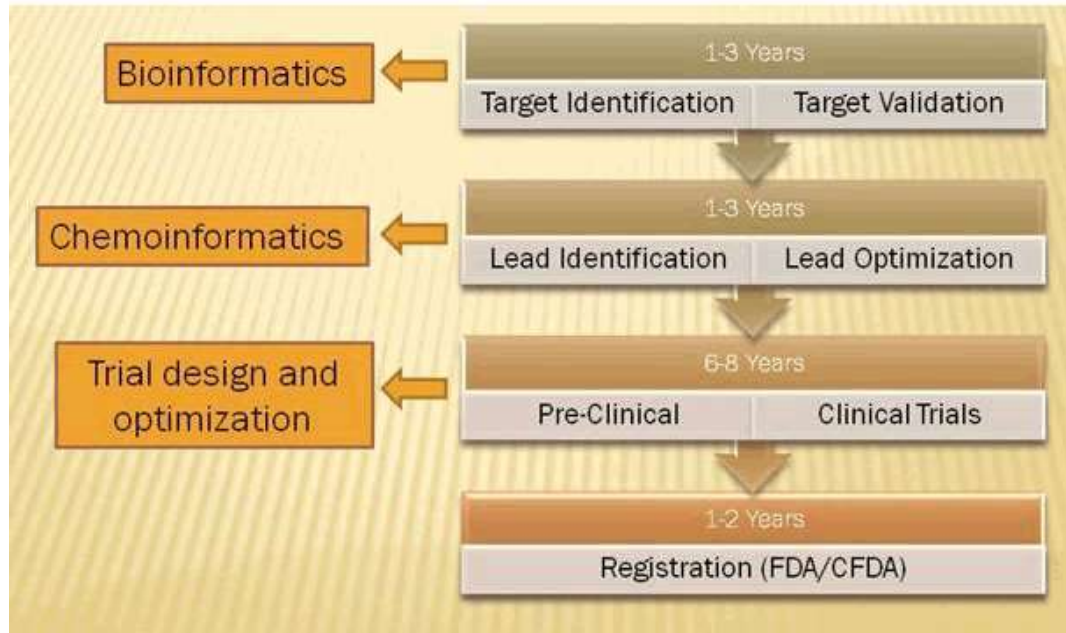 Bioinformatics
1-3 Years
Target Identification
Target Validation
Chemoinformatics
1-3 Years
Lead Identification
Lead Optimization
Trial design and
optimization
6-8 Years
Pre-Clinical
Clinical Trials
1-2 Years
Registration (FDA/CFDA)